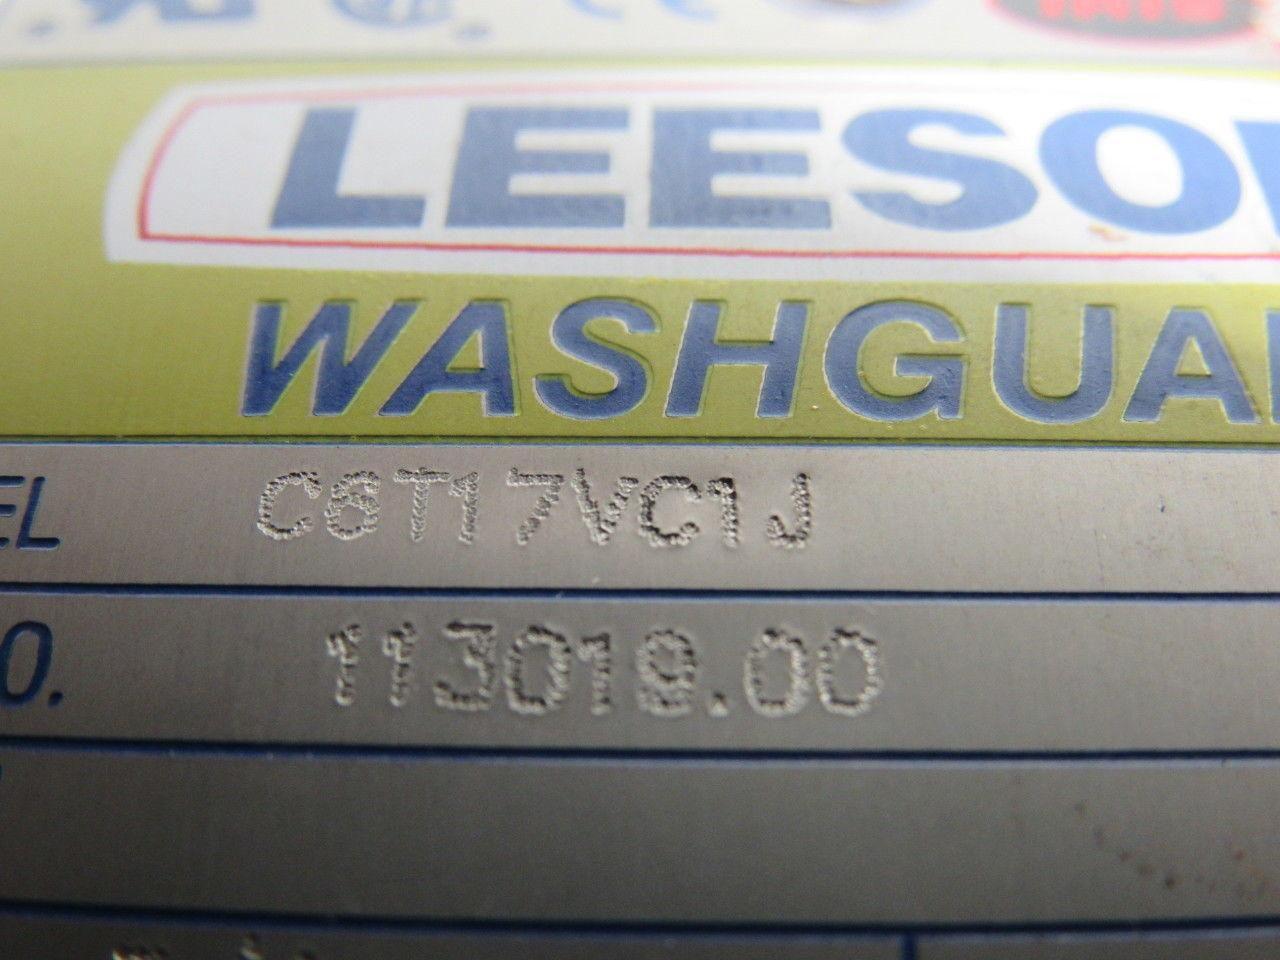 LEESO
WASHGUA
EL C6T17VC1J
O. 113019.00